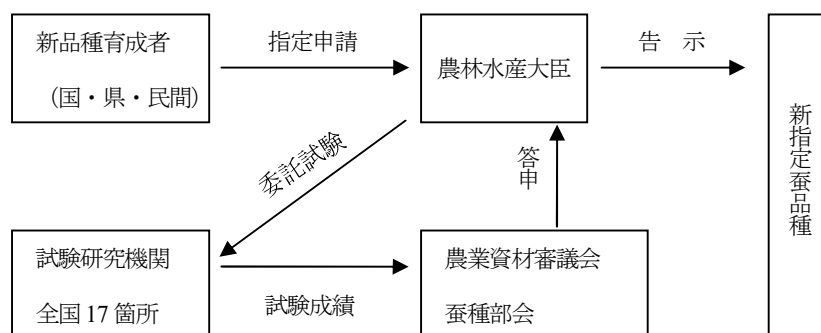 新品種育成者
（国・県・民間）
指定申請
農林水産大臣
告 示
新指定蚕品種
委託試験
答申
試験研究機関
全国 17 箇所
試験成績
農業資材審議会
蚕種部会